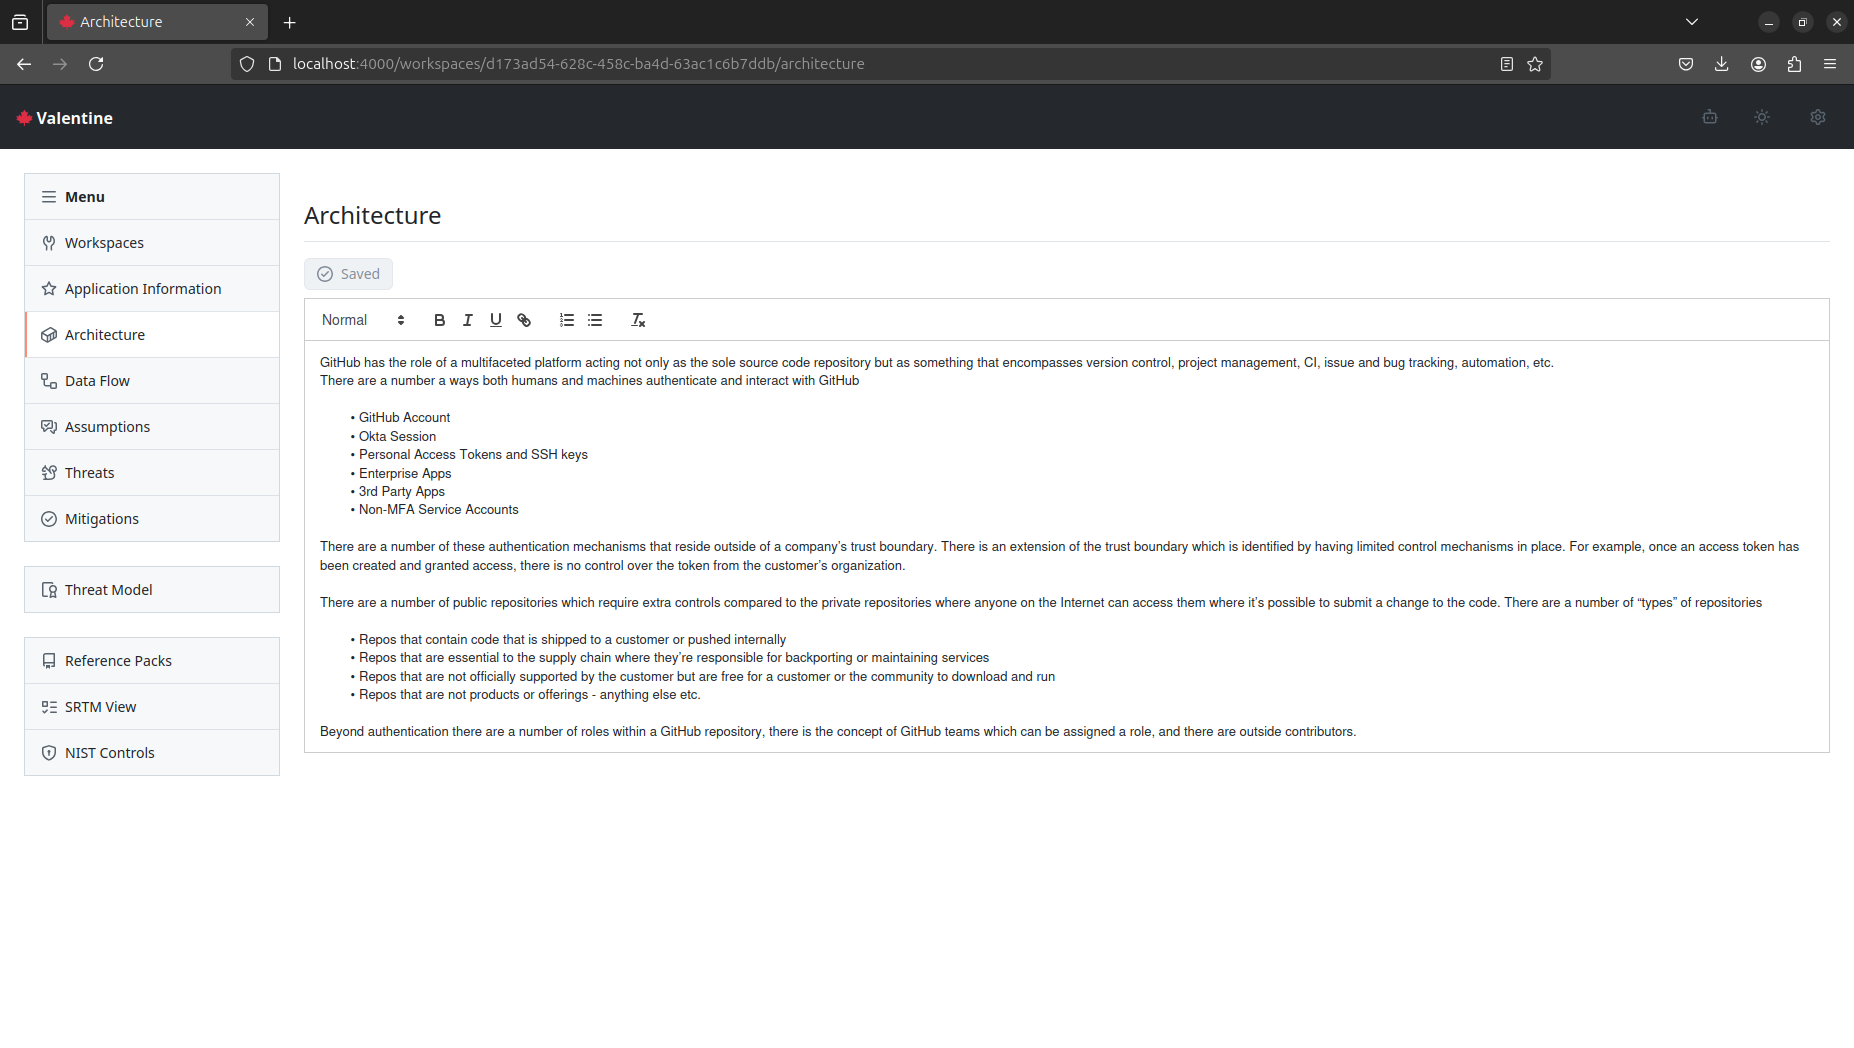 Architecture
localhost:4000/workspaces/d173ad54-628c-458c-ba4d-63ac1c6b7ddb/architecture
Valentine
Menu
Workspaces
Application Information
Architecture
Data Flow
Assumptions
Threats
Mitigations
Threat Model
Reference Packs
SRTM View
NIST Controls
Architecture
Saved
Normal
GitHub has the role of a multifaceted platform acting not only as the sole source code repository but as something that encompasses version control, project management, CI, issue and bug tracking, automation, etc.
There are a number a ways both humans and machines authenticate and interact with GitHub
• GitHub Account
• Okta Session
• Personal Access Tokens and SSH keys
• Enterprise Apps
• 3rd Party Apps
• Non-MFA Service Accounts
There are a number of these authentication mechanisms that reside outside of a company’s trust boundary. There is an extension of the trust boundary which is identified by having limited control mechanisms in place. For example, once an access token has
been created and granted access, there is no control over the token from the customer’s organization.
There are a number of public repositories which require extra controls compared to the private repositories where anyone on the Internet can access them where it’s possible to submit a change to the code. There are a number of “types” of repositories
• Repos that contain code that is shipped to a customer or pushed internally
• Repos that are essential to the supply chain where they’re responsible for backporting or maintaining services
• Repos that are not officially supported by the customer but are free for a customer or the community to download and run
• Repos that are not products or offerings - anything else etc.
Beyond authentication there are a number of roles within a GitHub repository, there is the concept of GitHub teams which can be assigned a role, and there are outside contributors.